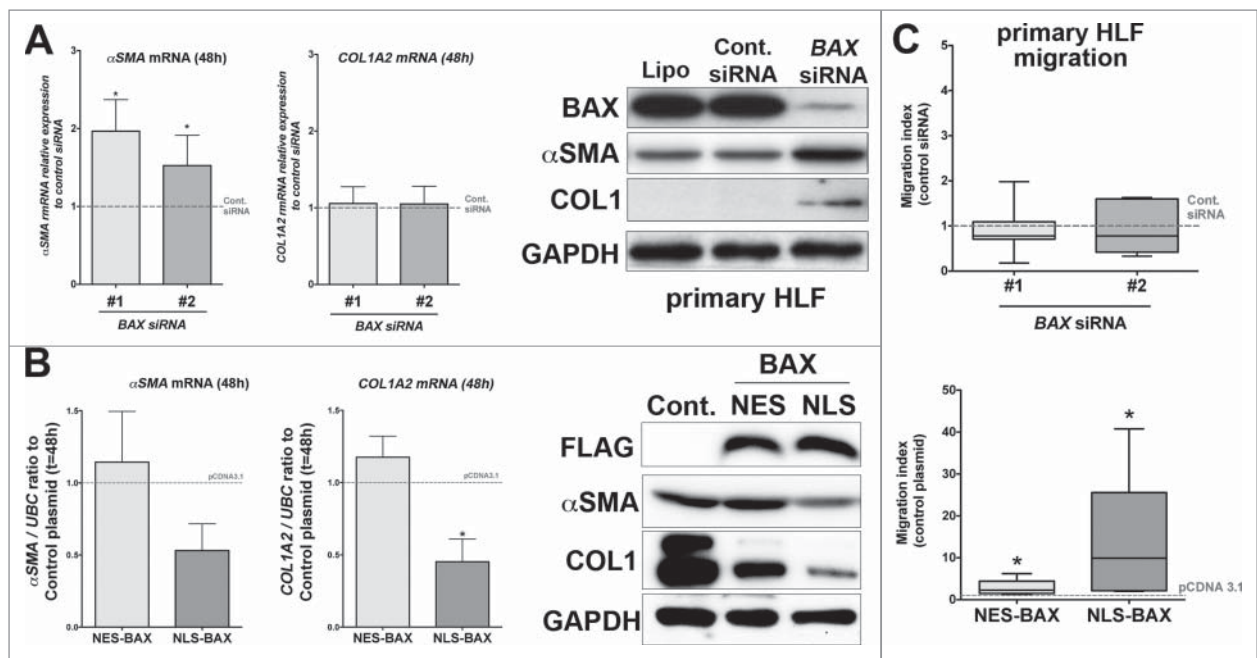 A
αSMA mRNA (48h)
αSMA rmRNA relative expression
to control siRNA
3
2
1
0
*
*
Cont.
siRNA
#1
#2
BAX siRNA
COL1A2 mRNA (48h)
COL1A2 rmRNA relative expression
to control siRNA
3
2
1
0
Cont.
siRNA
#1
#2
BAX siRNA
Lipo
Cont.
siRNA
BAX
siRNA
BAX
αSMA
COL1
GAPDH
primary HLF
B
αSMA mRNA (48h)
αSMA / UBC ratio to
Control plasmid (t=48h)
1.5
1.0
0.5
0.0
pCDNA3.1
NES-BAX
NLS-BAX
COL1A2 mRNA (48h)
COL1A2 / UBC ratio to
Control plasmid (t=48h)
1.5
1.0
0.5
0.0
pCDNA3.1
*
NES-BAX
NLS-BAX
BAX
Cont.
NES
NLS
FLAG
αSMA
COL1
GAPDH
C
primary HLF
migration
Migration index
(control siRNA)
5
4
3
2
1
0
Cont.
siRNA
#1
#2
BAX siRNA
Migration index
(control plasmid)
50
40
30
20
10
0
*
*
pCDNA 3.1
NES-BAX
NLS-BAX